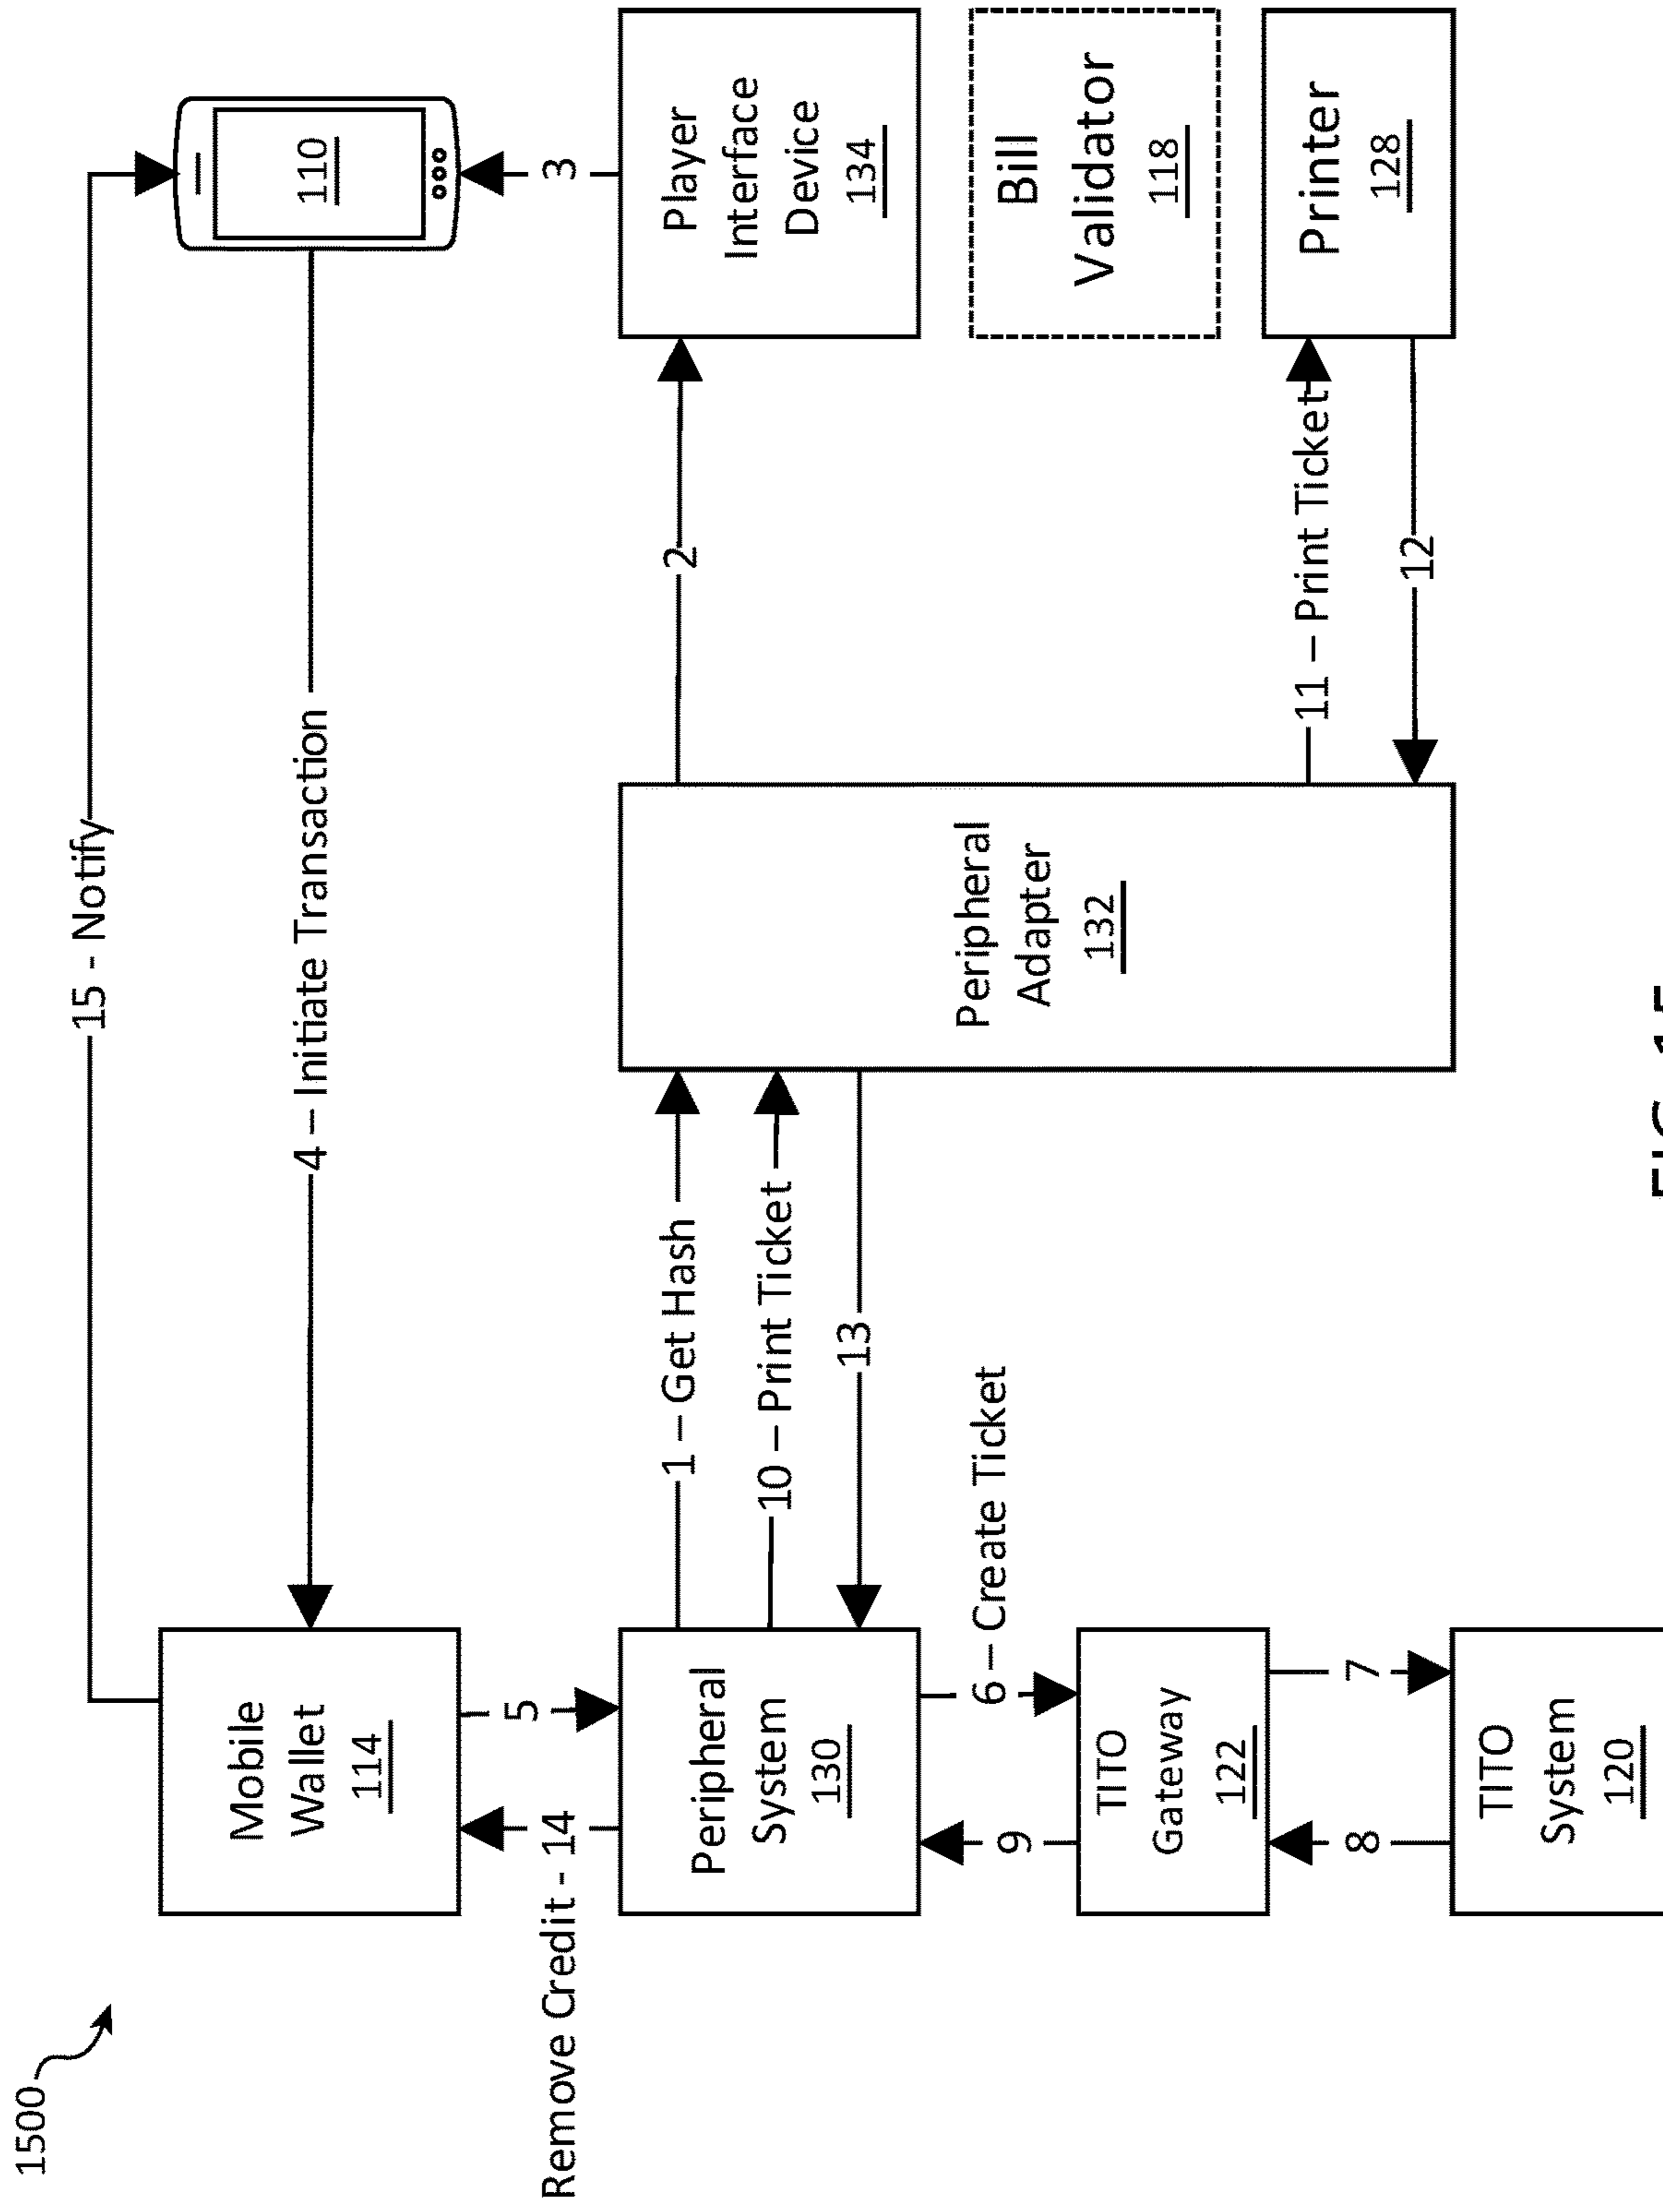 1500
15 - Notify
110
4 – Initiate Transaction
Mobile
Wallet
114
3
5
Remove Credit - 14
Peripheral
System
130
1 – Get Hash
10 – Print Ticket
13
Peripheral
Adapter
132
2
Player
Interface
Device
134
Bill
Validator
118
11 – Print Ticket
12
Printer
128
6 – Create Ticket
9
TITO
Gateway
122
7
8
TITO
System
120